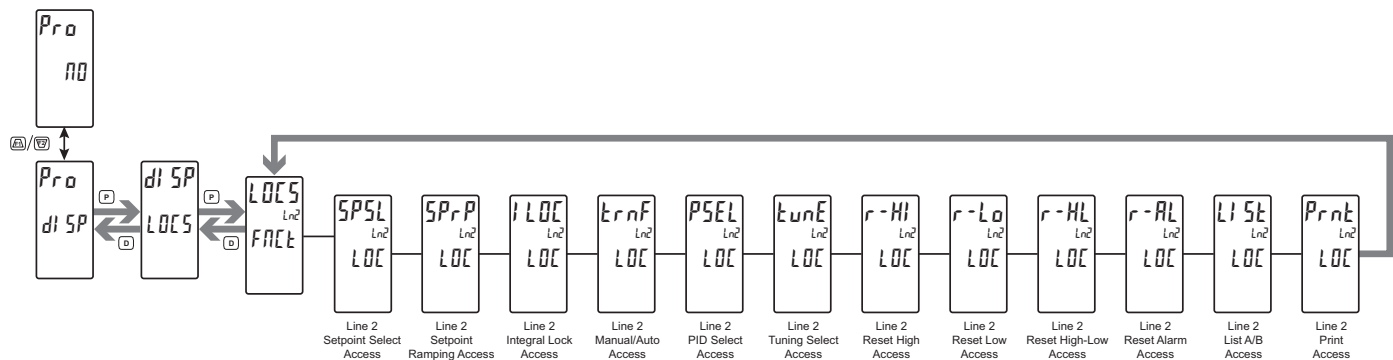 Pro
NO
Pro
dISP
P
D
dISP
LOCS
P
D
LOCS
Ln2
FNCt
SPSL
Ln2
LOC
Line 2
Setpoint Select
Access
SPrP
Ln2
LOC
Line 2
Setpoint
Ramping Access
ILOC
Ln2
LOC
Line 2
Integral Lock
Access
trnF
Ln2
LOC
Line 2
Manual/Auto
Access
PSEL
Ln2
LOC
Line 2
PID Select
Access
tunE
Ln2
LOC
Line 2
Tuning Select
Access
r-HI
Ln2
LOC
Line 2
Reset High
Access
r-Lo
Ln2
LOC
Line 2
Reset Low
Access
r-HL
Ln2
LOC
Line 2
Reset High-Low
Access
r-AL
Ln2
LOC
Line 2
Reset Alarm
Access
LISt
Ln2
LOC
Line 2
List A/B
Access
Prnt
Ln2
LOC
Line 2
Print
Access